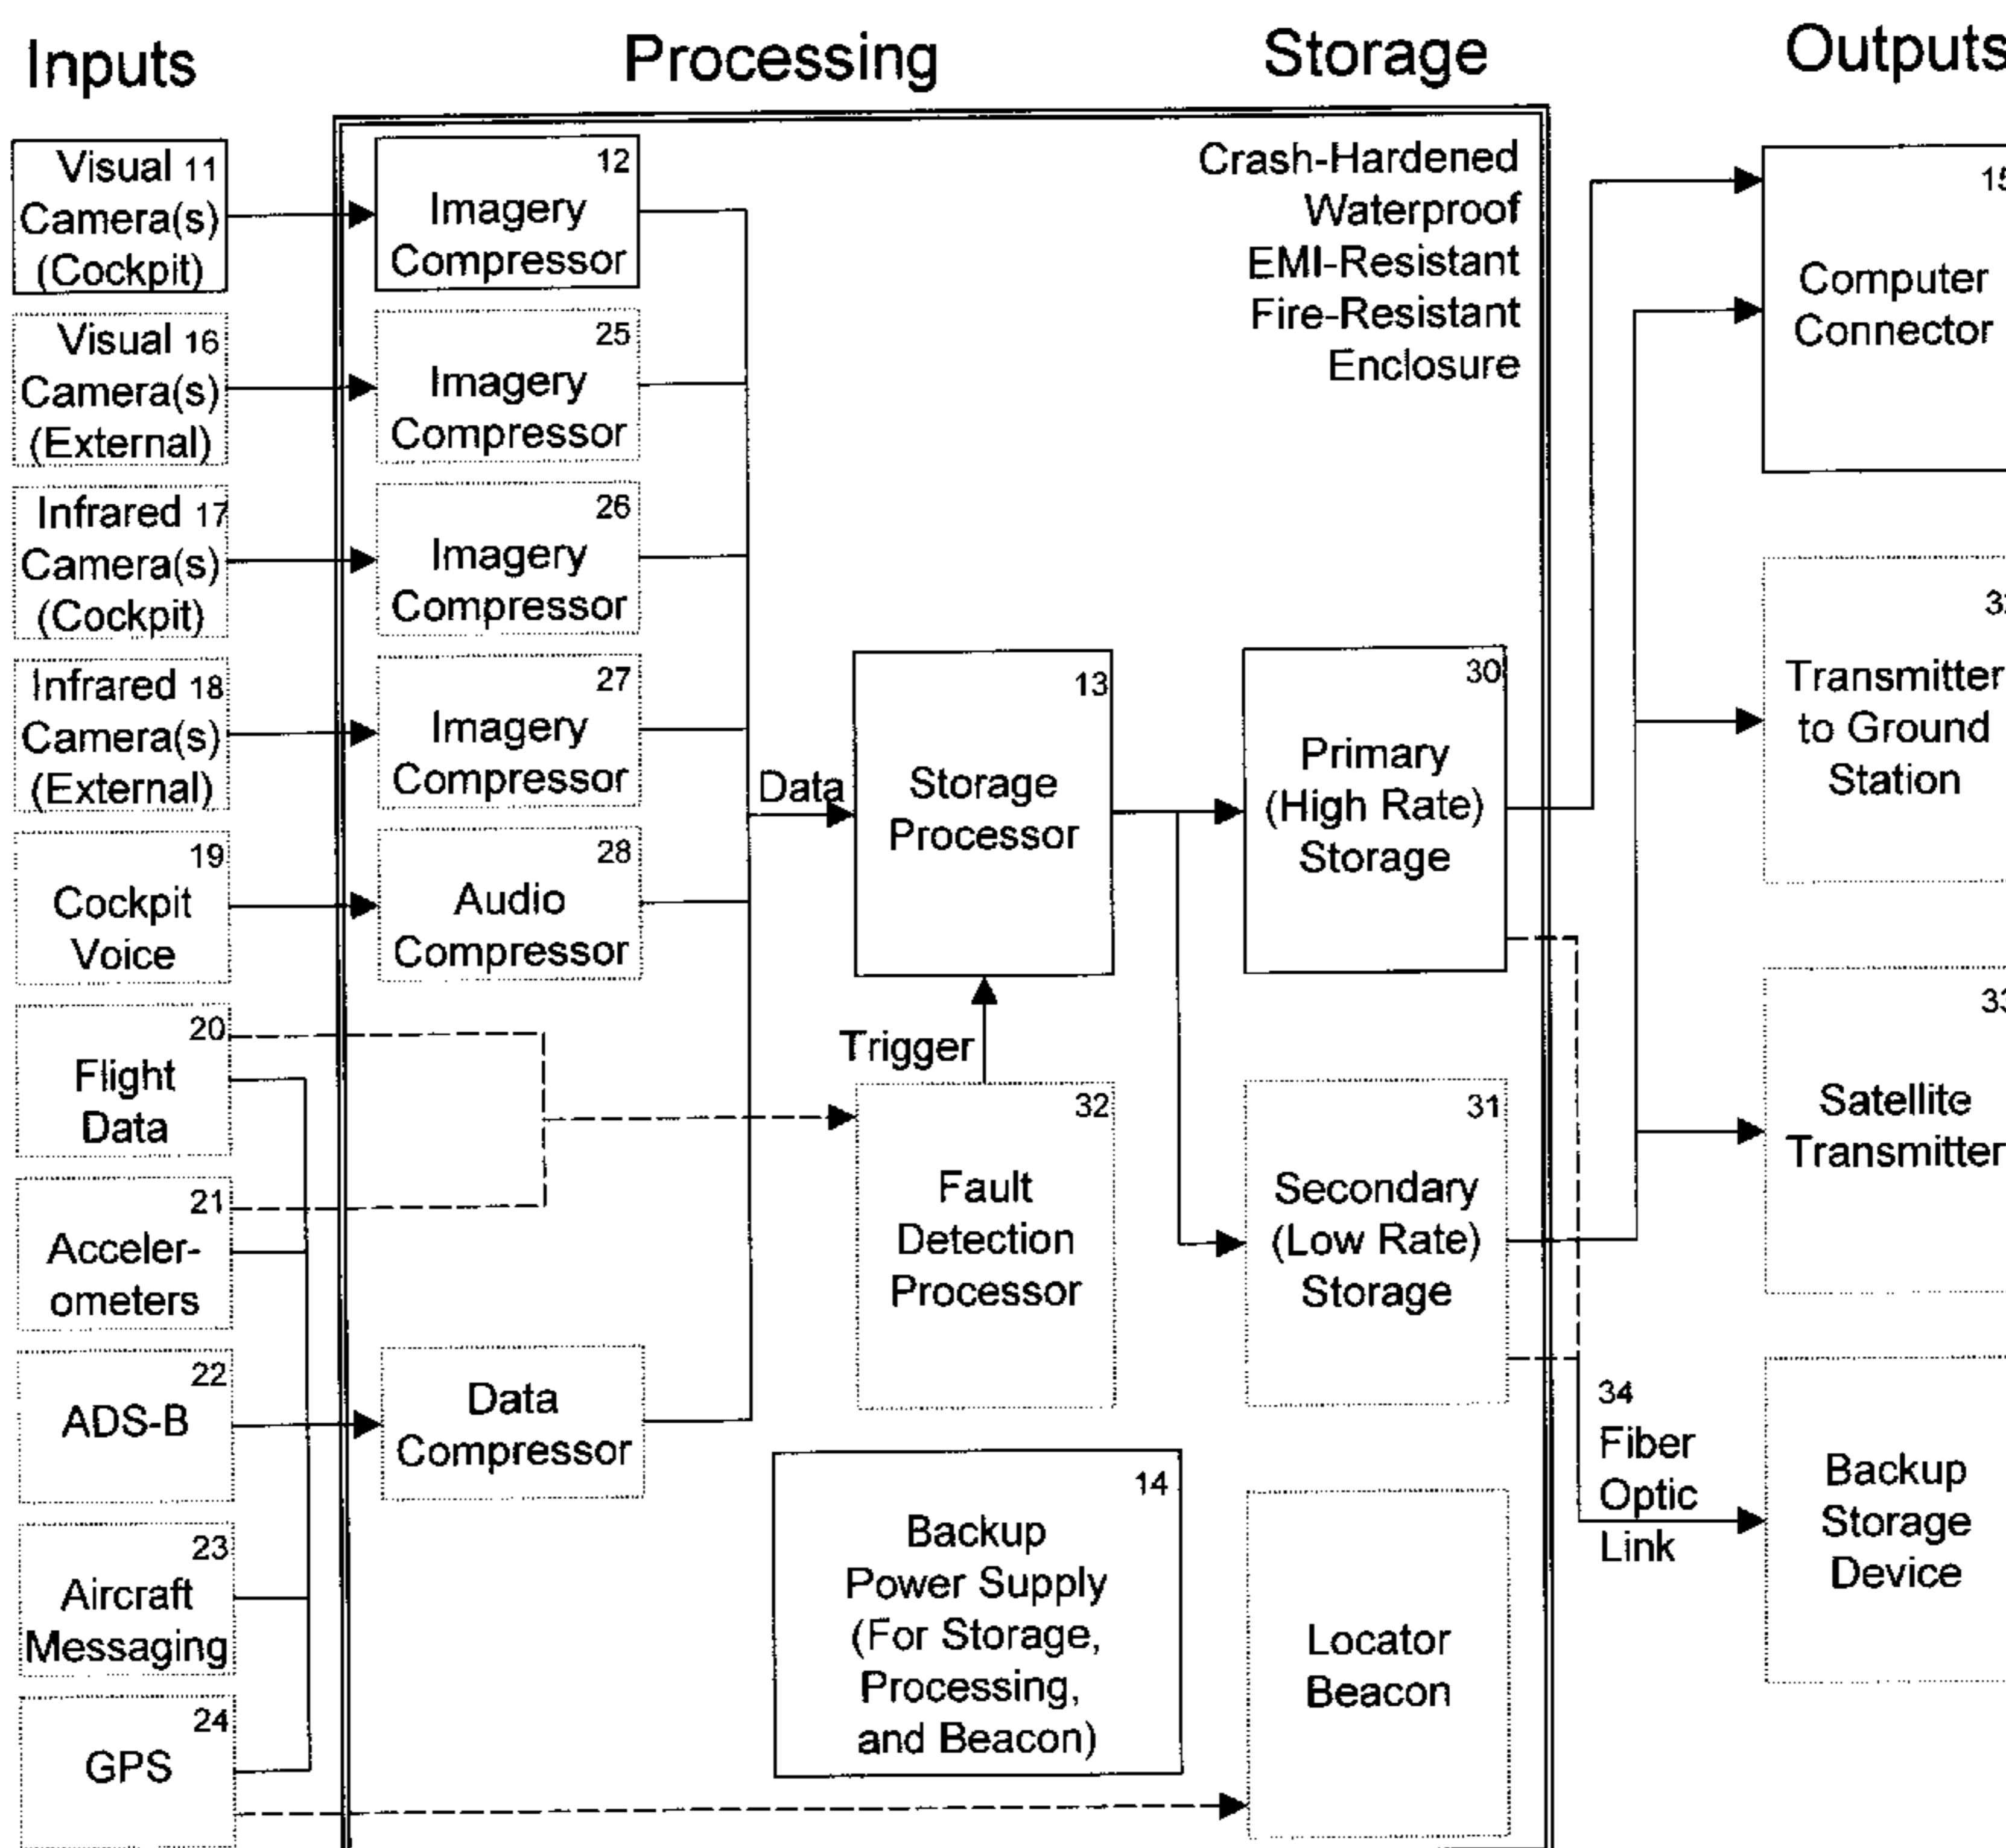 Inputs
Processing
Storage
Outputs
Visual 11
Camera(s)
(Cockpit)
Visual 16
Camera(s)
(External)
Infrared 17
Camera(s)
(Cockpit)
Infrared 18
Camera(s)
(External)
19
Cockpit
Voice
20
Flight
Data
21
Acceler-
ometers
22
ADS-B
23
Aircraft
Messaging
24
GPS
12
Imagery
Compressor
25
Imagery
Compressor
26
Imagery
Compressor
27
Imagery
Compressor
28
Audio
Compressor
Data
Compressor
Data
13
Storage
Processor
Trigger
32
Fault
Detection
Processor
14
Backup
Power Supply
(For Storage,
Processing,
and Beacon)
Crash-Hardened
Waterproof
EMI-Resistant
Fire-Resistant
Enclosure
30
Primary
(High Rate)
Storage
31
Secondary
(Low Rate)
Storage
Locator
Beacon
34
Fiber
Optic
Link
15
Computer
Connector
Transmitter
to Ground
Station
33
Satellite
Transmitter
Backup
Storage
Device